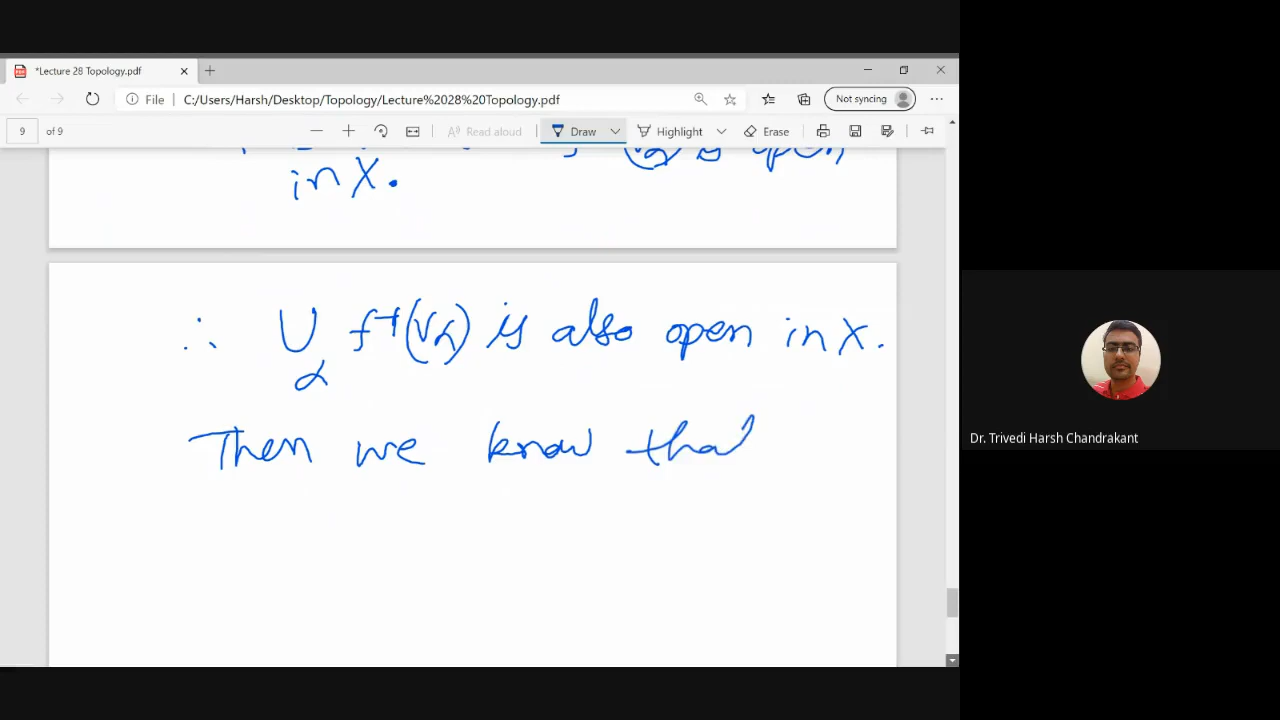 *Lecture 28 Topology.pdf
File C:/Users/Harsh/Desktop/Topology/Lecture%2028%20Topology.pdf Not syncing
9 of 9 Read aloud Draw Highlight Erase
is open
in X.
∴ ∪ f⁻¹(Vα) is also open in X.
α
Then we know that
Dr. Trivedi Harsh Chandrakant